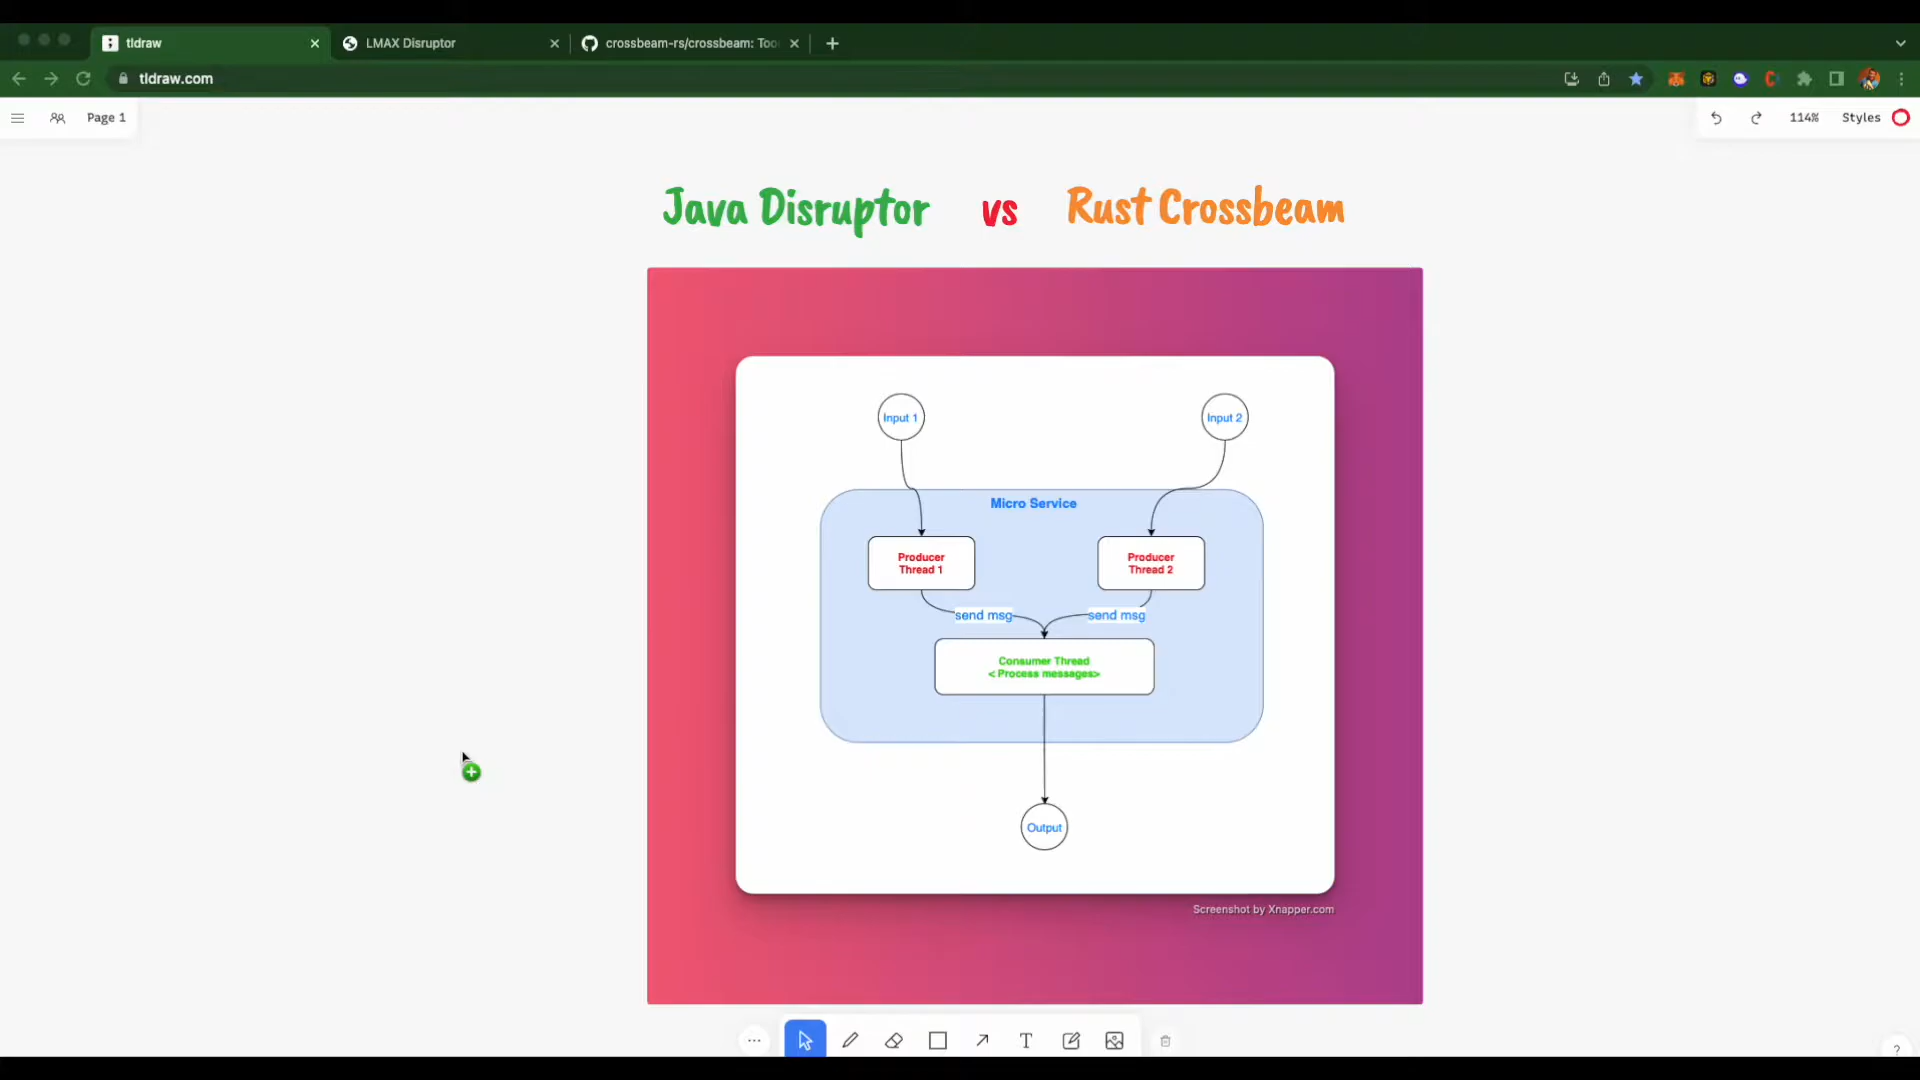 tldraw
LMAX Disruptor
crossbeam-rs/crossbeam: Too
tldraw.com
Page 1
114%
Styles
Java Disruptor vs Rust Crossbeam
Input 1
Input 2
Micro Service
Producer
Thread 1
Producer
Thread 2
send msg
send msg
Consumer Thread
< Process messages>
Output
Screenshot by Xnapper.com
T
?